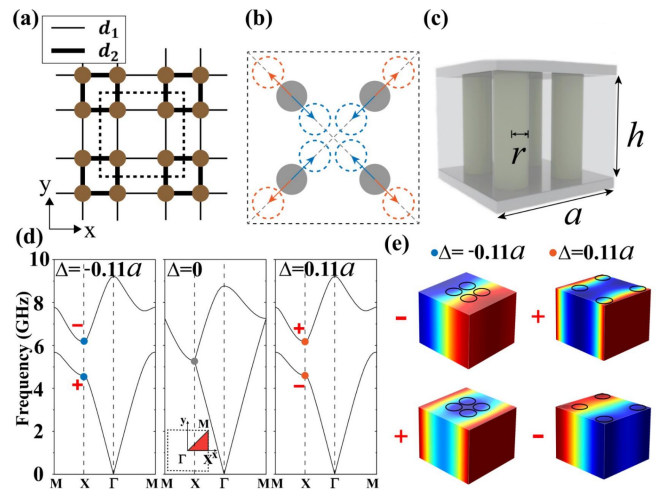 (a)
d₁
d₂
y
x
(b)
(c)
h
r
a
(d)
Δ= -0.11a
Δ=0
Δ=0.11a
Frequency (GHz)
10
8
6
4
2
0
−
+
+
−
y
M
Γ
X
x
M X Γ M
M X Γ M
M X Γ M
(e)
Δ= -0.11a
Δ=0.11a
−
+
+
−